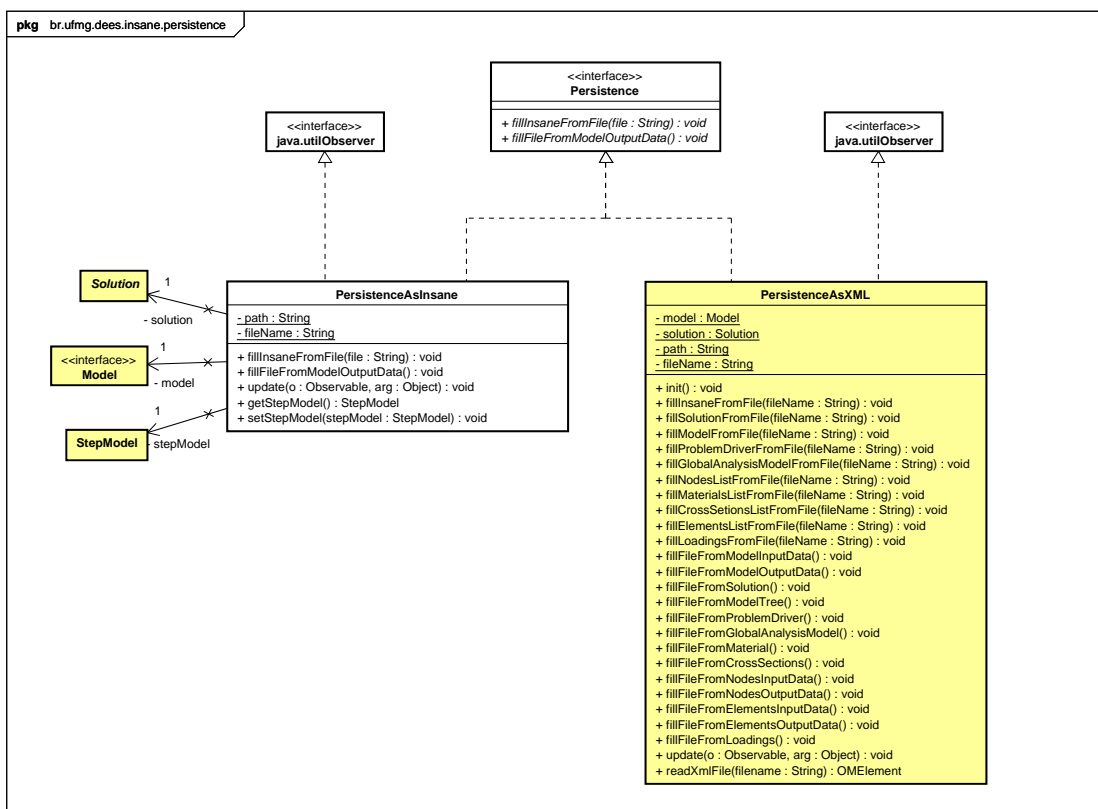 pkg br.ufmg.dees.insane.persistence
<<interface>>
Persistence
+ fillInsaneFromFile(file : String) : void
+ fillFileFromModelOutputData() : void
<<interface>>
java.utilObserver
<<interface>>
java.utilObserver
Solution
1
- solution
<<interface>>
Model
1
- model
StepModel
1
- stepModel
PersistenceAsInsane
- path : String
- fileName : String
+ fillInsaneFromFile(file : String) : void
+ fillFileFromModelOutputData() : void
+ update(o : Observable, arg : Object) : void
+ getStepModel() : StepModel
+ setStepModel(stepModel : StepModel) : void
PersistenceAsXML
- model : Model
- solution : Solution
- path : String
- fileName : String
+ init() : void
+ fillInsaneFromFile(fileName : String) : void
+ fillSolutionFromFile(fileName : String) : void
+ fillModelFromFile(fileName : String) : void
+ fillProblemDriverFromFile(fileName : String) : void
+ fillGlobalAnalysisModelFromFile(fileName : String) : void
+ fillNodesListFromFile(fileName : String) : void
+ fillMaterialsListFromFile(fileName : String) : void
+ fillCrossSetionsListFromFile(fileName : String) : void
+ fillElementsListFromFile(fileName : String) : void
+ fillLoadingsFromFile(fileName : String) : void
+ fillFileFromModelInputData() : void
+ fillFileFromModelOutputData() : void
+ fillFileFromSolution() : void
+ fillFileFromModelTree() : void
+ fillFileFromProblemDriver() : void
+ fillFileFromGlobalAnalysisModel() : void
+ fillFileFromMaterial() : void
+ fillFileFromCrossSections() : void
+ fillFileFromNodesInputData() : void
+ fillFileFromNodesOutputData() : void
+ fillFileFromElementsInputData() : void
+ fillFileFromElementsOutputData() : void
+ fillFileFromLoadings() : void
+ update(o : Observable, arg : Object) : void
+ readXmlFile(filename : String) : OMElement